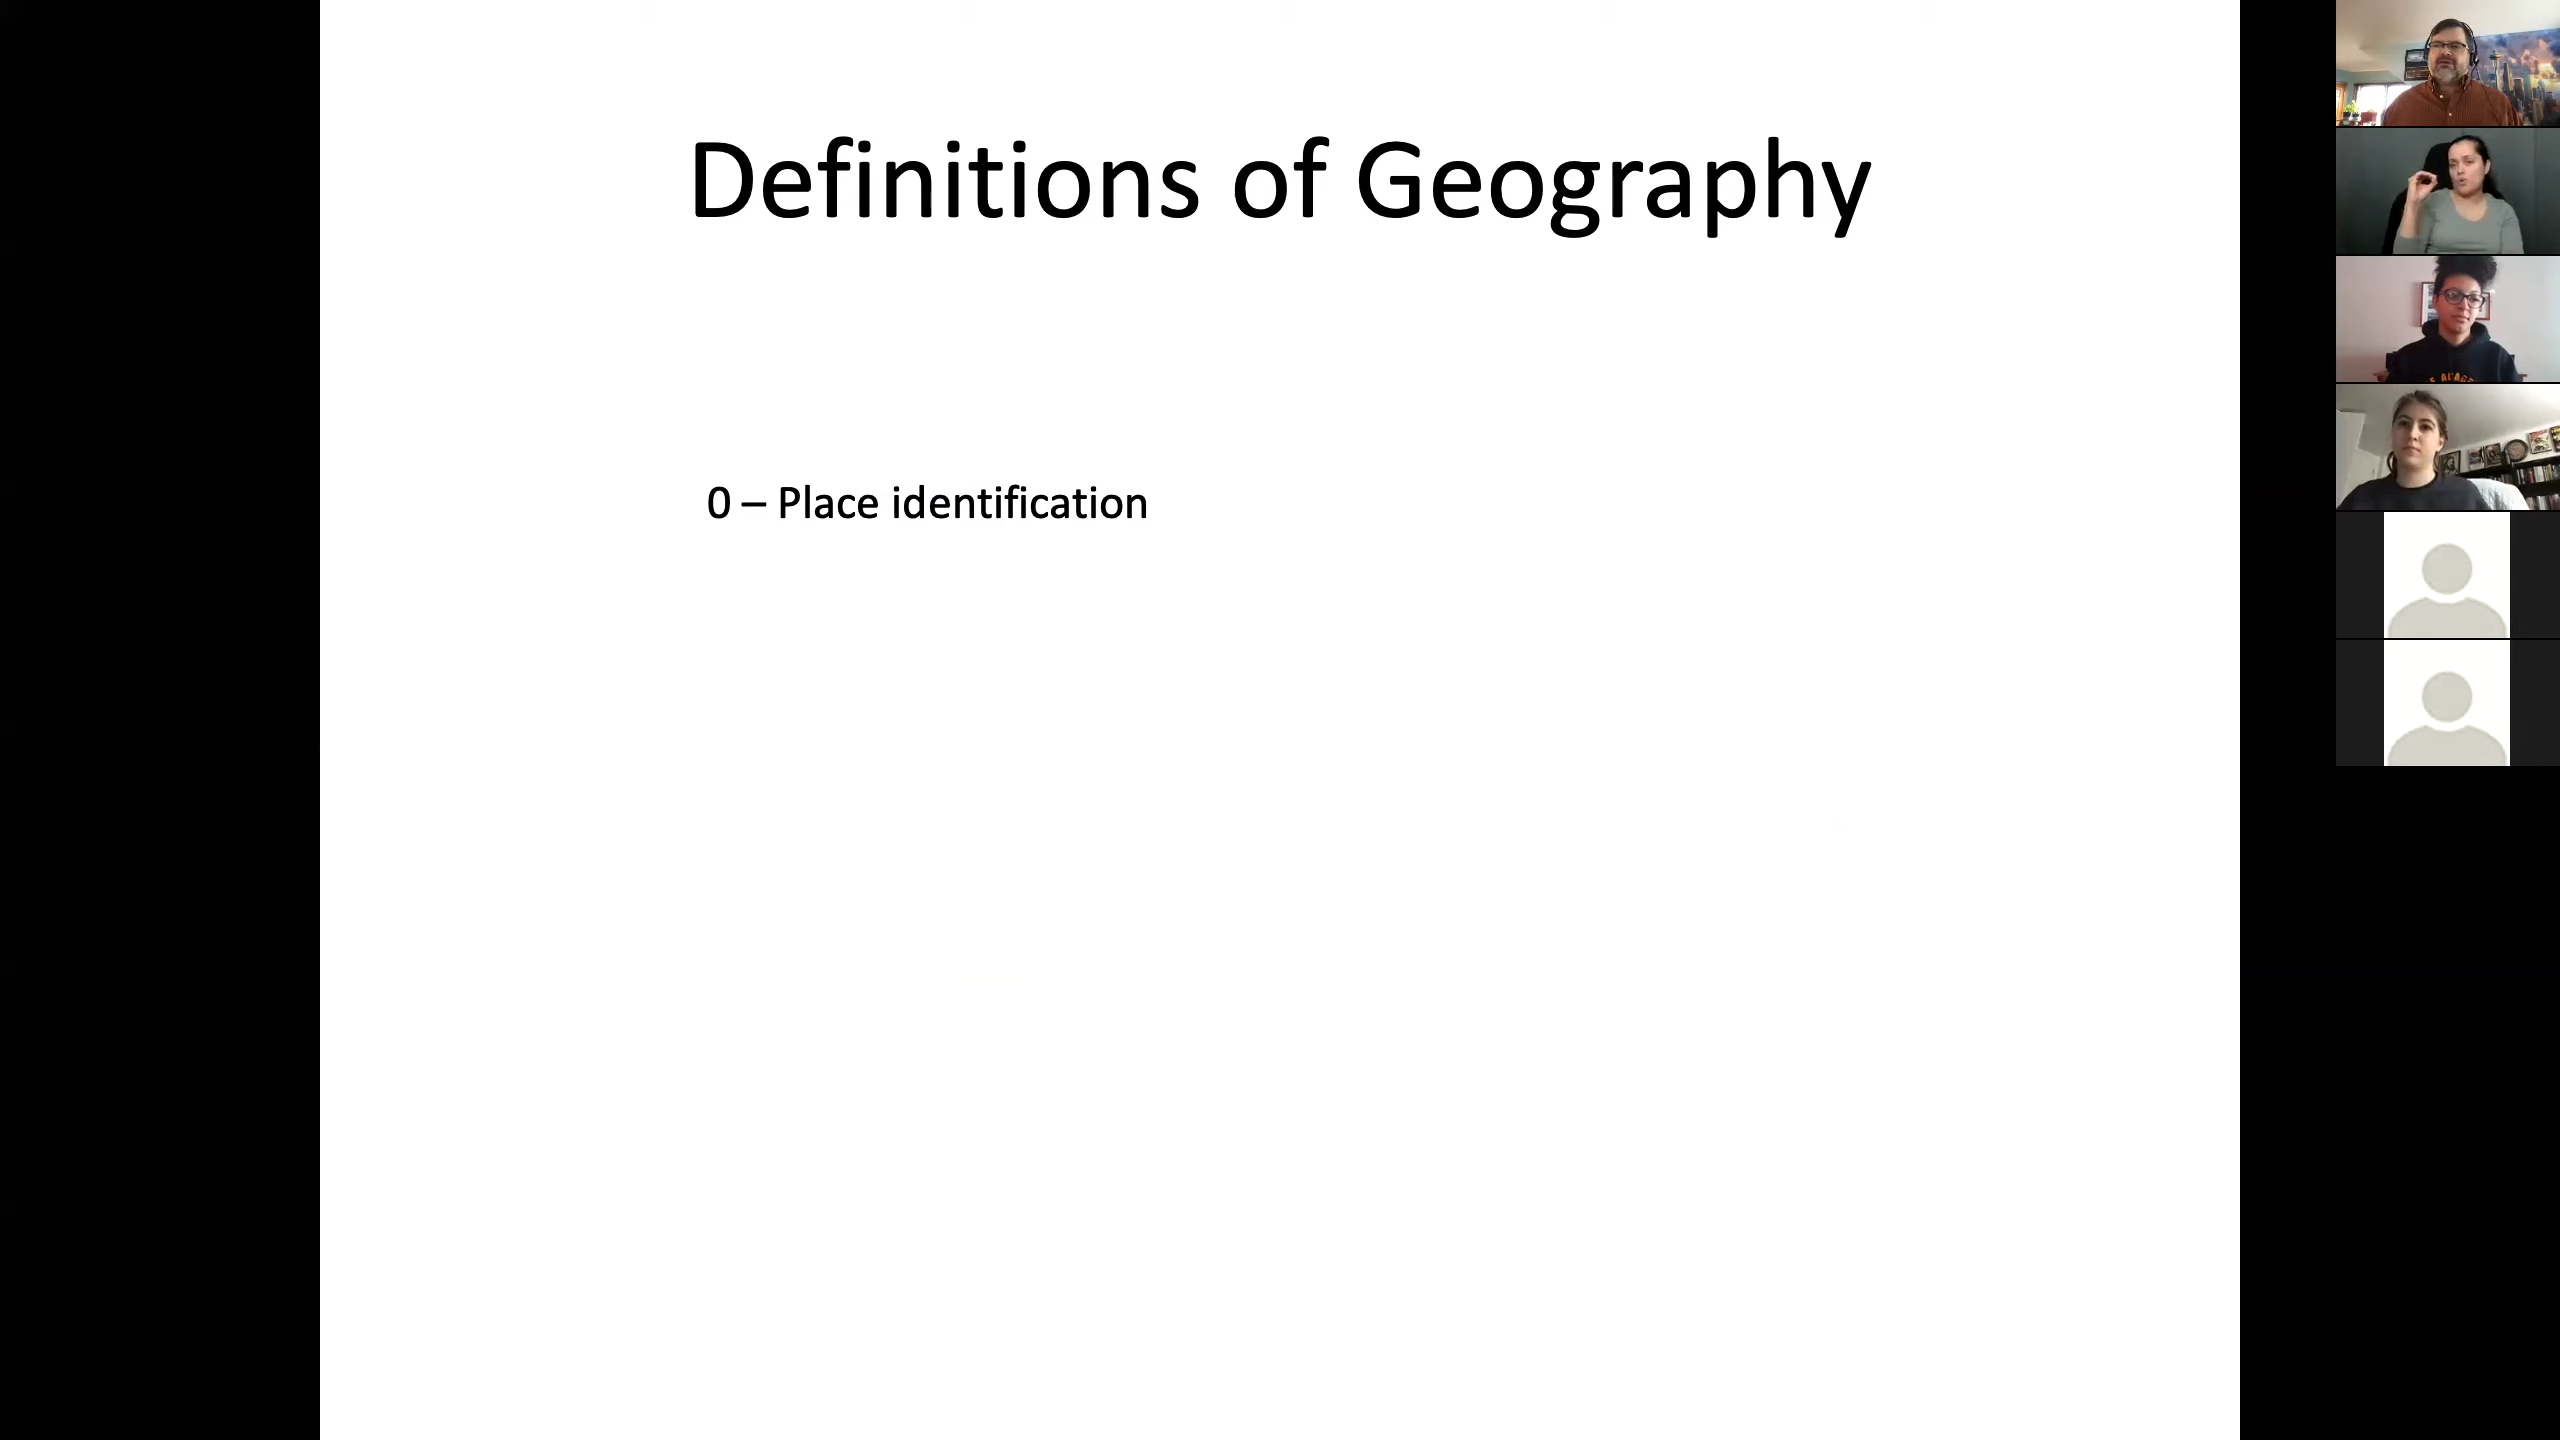 Definitions of Geography
0 – Place identification